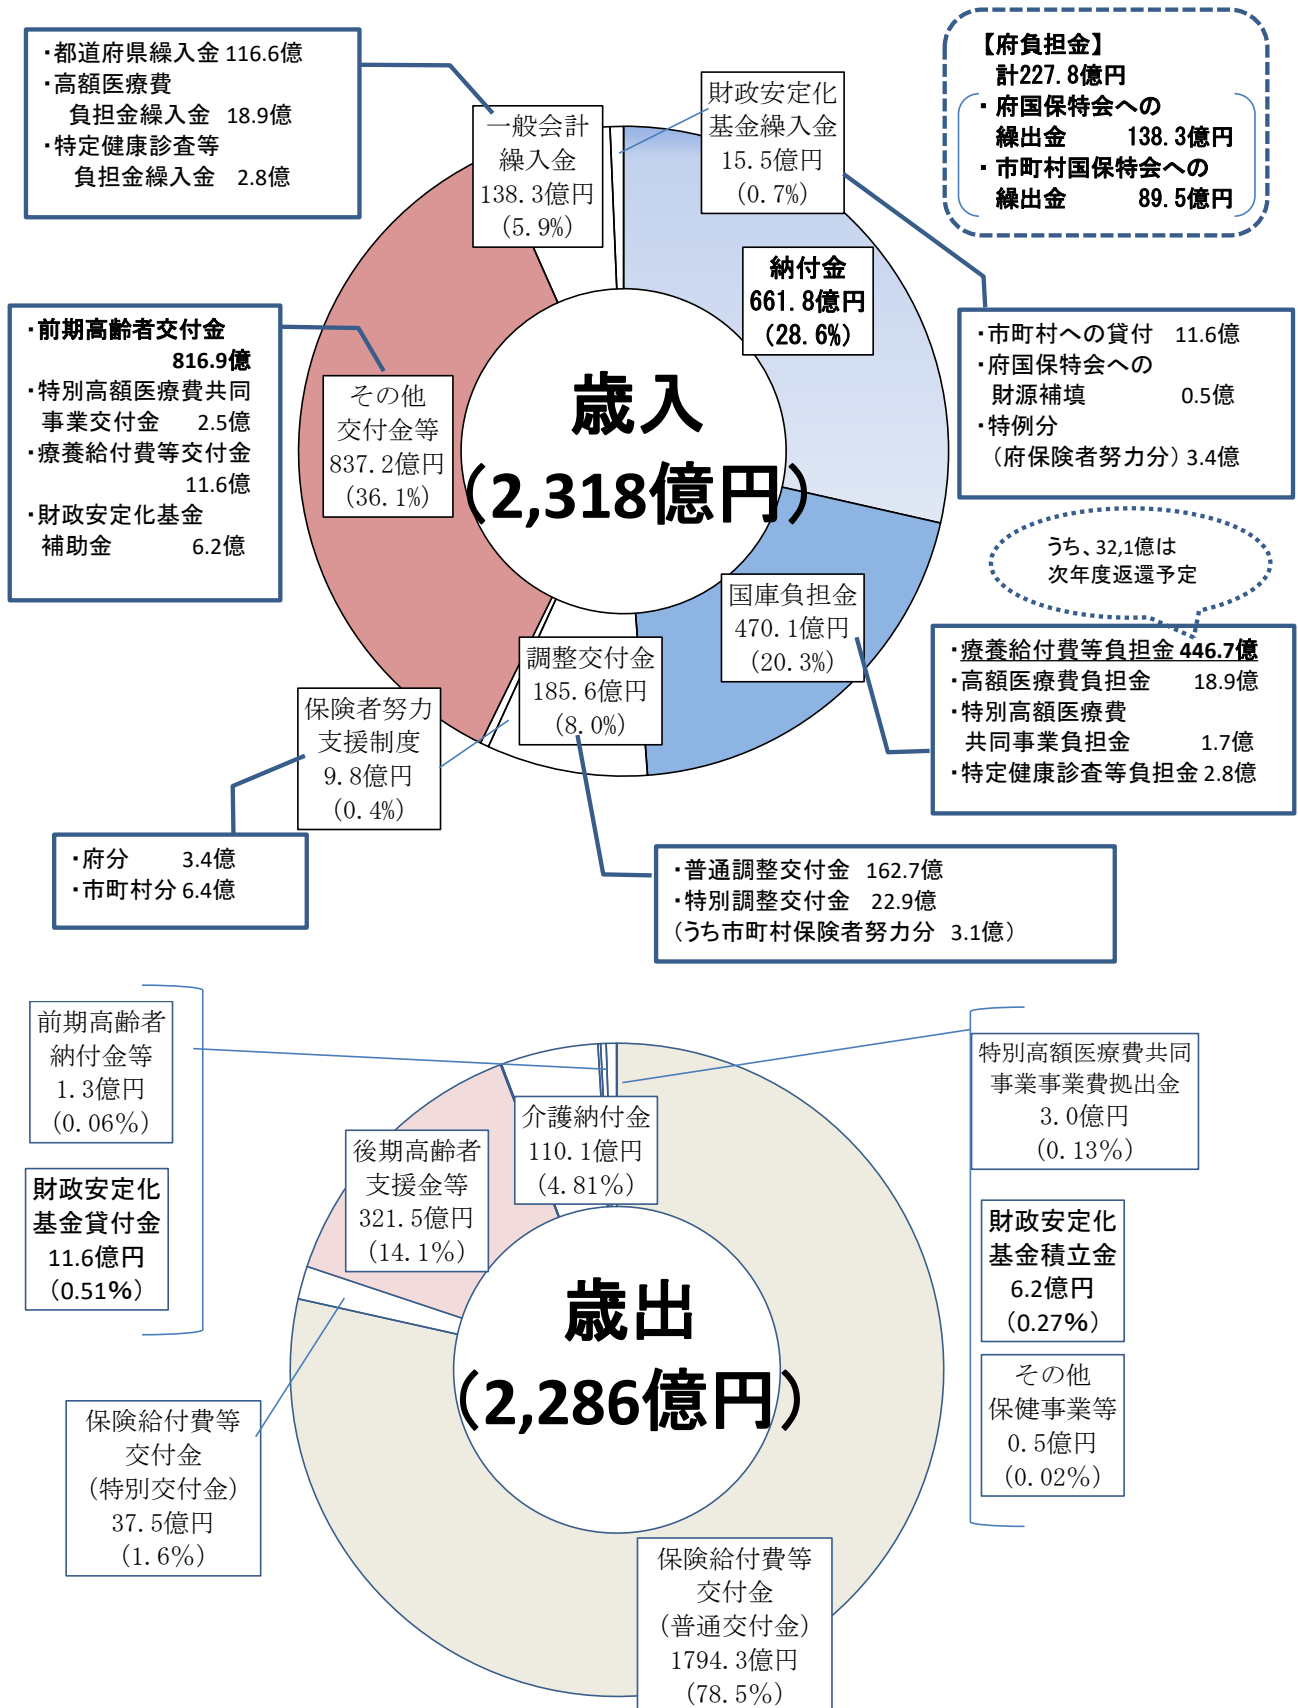 ・都道府県繰入金 116.6億
・高額医療費
負担金繰入金 18.9億
・特定健康診査等
負担金繰入金 2.8億
【府負担金】
計227.8億円
・府国保特会への
繰出金 138.3億円
・市町村国保特会への
繰出金 89.5億円
一般会計
繰入金
138.3億円
(5.9%)
財政安定化
基金繰入金
15.5億円
(0.7%)
納付金
661.8億円
(28.6%)
・前期高齢者交付金
816.9億
・特別高額医療費共同
事業交付金 2.5億
・療養給付費等交付金
11.6億
・財政安定化基金
補助金 6.2億
その他
交付金等
837.2億円
(36.1%)
歳入
(2,318億円)
・市町村への貸付 11.6億
・府国保特会への
財源補填 0.5億
・特例分
(府保険者努力分) 3.4億
うち、32,1億は
次年度返還予定
国庫負担金
470.1億円
(20.3%)
・療養給付費等負担金 446.7億
・高額医療費負担金 18.9億
・特別高額医療費
共同事業負担金 1.7億
・特定健康診査等負担金 2.8億
調整交付金
185.6億円
(8.0%)
保険者努力
支援制度
9.8億円
(0.4%)
・府分 3.4億
・市町村分 6.4億
・普通調整交付金 162.7億
・特別調整交付金 22.9億
(うち市町村保険者努力分 3.1億)
前期高齢者
納付金等
1.3億円
(0.06%)
財政安定化
基金貸付金
11.6億円
(0.51%)
後期高齢者
支援金等
321.5億円
(14.1%)
介護納付金
110.1億円
(4.81%)
特別高額医療費共同
事業事業費拠出金
3.0億円
(0.13%)
財政安定化
基金積立金
6.2億円
(0.27%)
その他
保健事業等
0.5億円
(0.02%)
歳出
(2,286億円)
保険給付費等
交付金
(特別交付金)
37.5億円
(1.6%)
保険給付費等
交付金
(普通交付金)
1794.3億円
(78.5%)